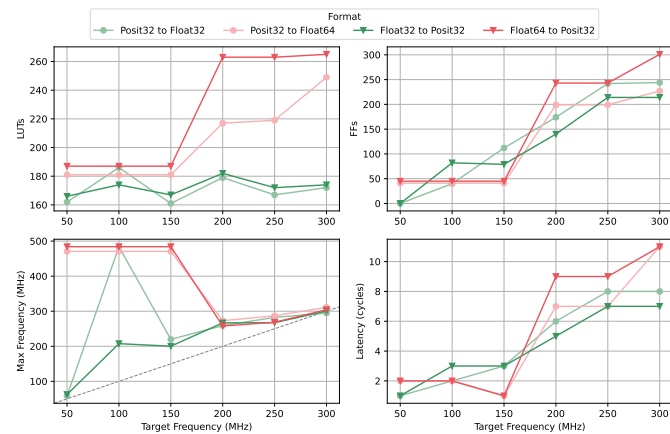 Format
Posit32 to Float32
Posit32 to Float64
Float32 to Posit32
Float64 to Posit32
LUTs
260
240
220
200
180
160
50 100 150 200 250 300
FFs
300
250
200
150
100
50
0
50 100 150 200 250 300
Max Frequency (MHz)
500
400
300
200
100
50 100 150 200 250 300
Target Frequency (MHz)
Latency (cycles)
10
8
6
4
2
50 100 150 200 250 300
Target Frequency (MHz)